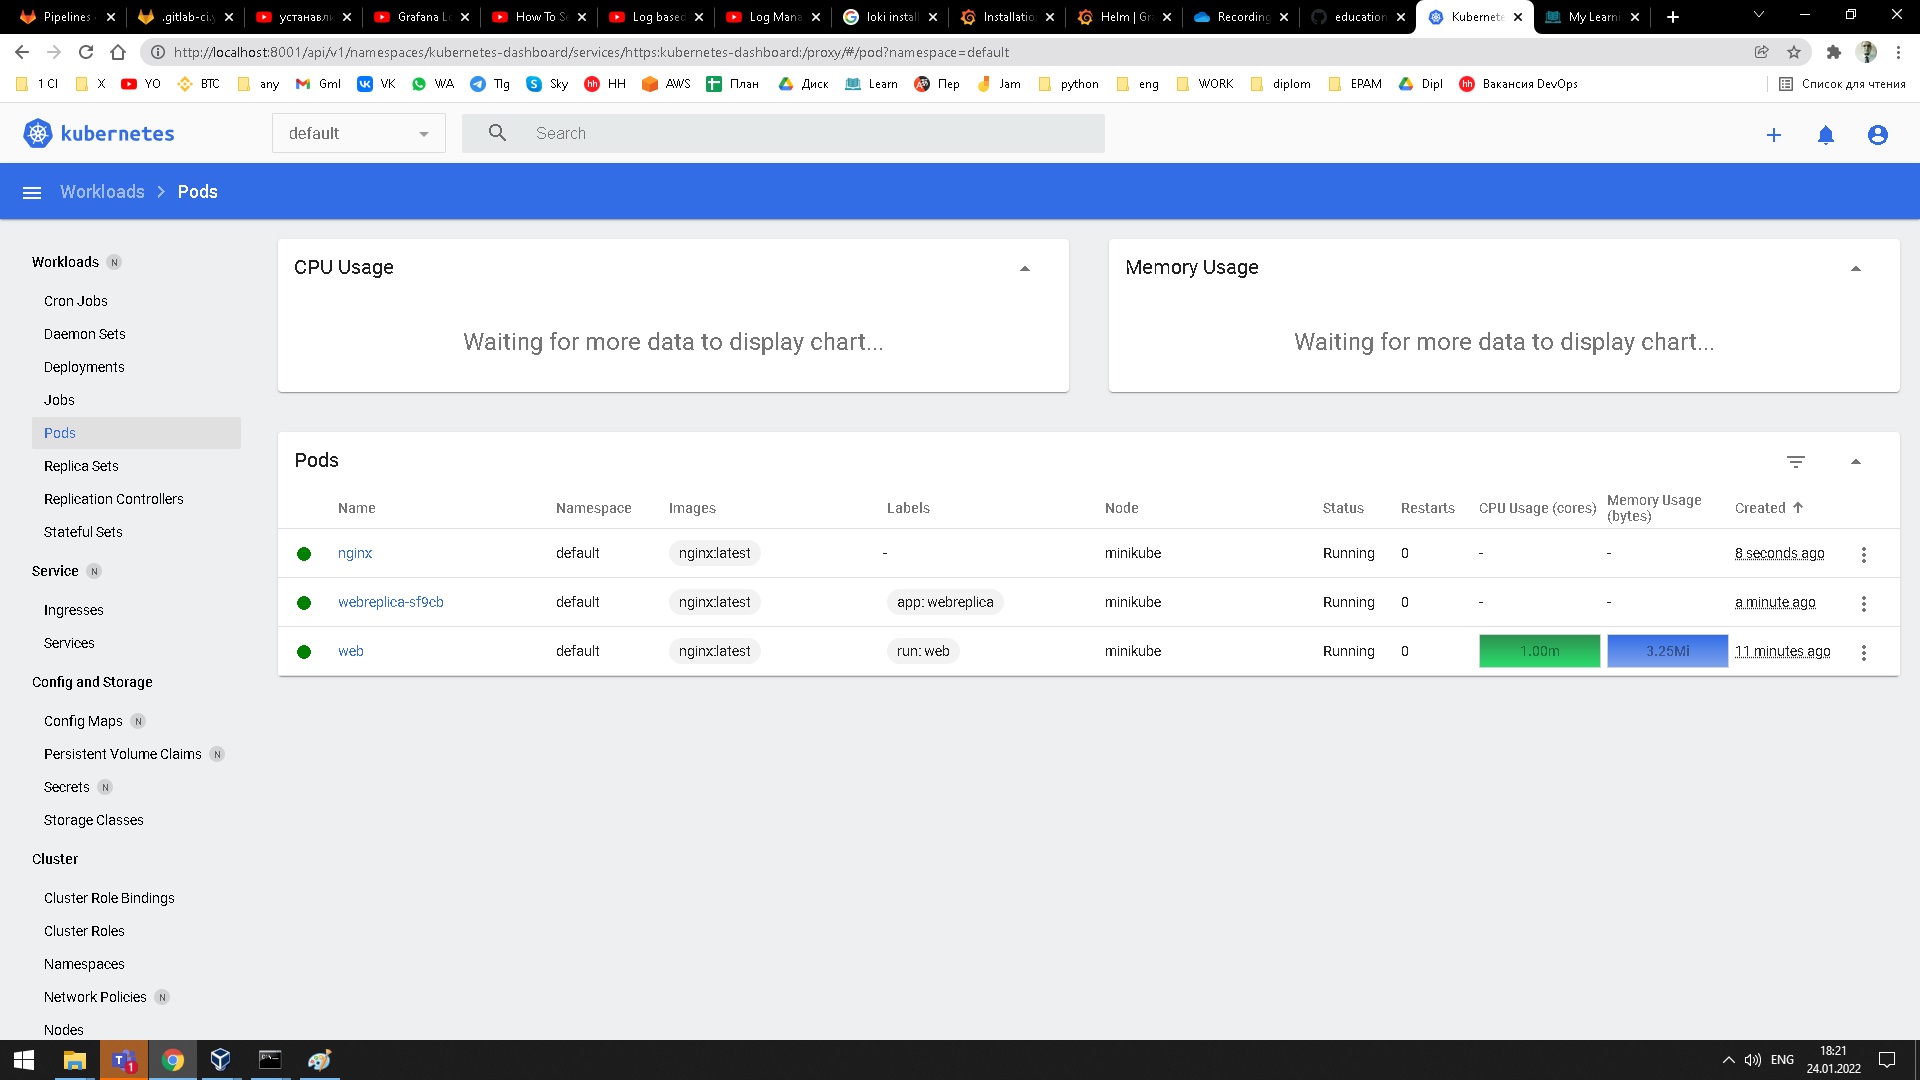 Pipelines
.gitlab-ci.y
устанавли
Grafana Lo
How To Se
Log based
Log Mana
loki install
Installatio
Helm | Gr
Recording
education
Kubernete
My Learni
http://localhost:8001/api/v1/namespaces/kubernetes-dashboard/services/https:kubernetes-dashboard:/proxy/#/pod?namespace=default
1 CI
X
YO
BTC
any
Gml
VK
WA
Tlg
Sky
HH
AWS
План
Диск
Learn
Пер
Jam
python
eng
WORK
diplom
EPAM
Dipl
Вакансия DevOps
Список для чтения
kubernetes
default
Search
Workloads > Pods
Workloads N
Cron Jobs
Daemon Sets
Deployments
Jobs
Pods
Replica Sets
Replication Controllers
Stateful Sets
Service N
Ingresses
Services
Config and Storage
Config Maps N
Persistent Volume Claims N
Secrets N
Storage Classes
Cluster
Cluster Role Bindings
Cluster Roles
Namespaces
Network Policies N
Nodes
CPU Usage
Waiting for more data to display chart...
Memory Usage
Waiting for more data to display chart...
Pods
Name Namespace Images Labels Node Status Restarts CPU Usage (cores) Memory Usage (bytes) Created
nginx default nginx:latest - minikube Running 0 - - 8 seconds ago
webreplica-sf9cb default nginx:latest app: webreplica minikube Running 0 - - a minute ago
web default nginx:latest run: web minikube Running 0 1.00m 3.25Mi 11 minutes ago
T 1
ENG
18:21
24.01.2022